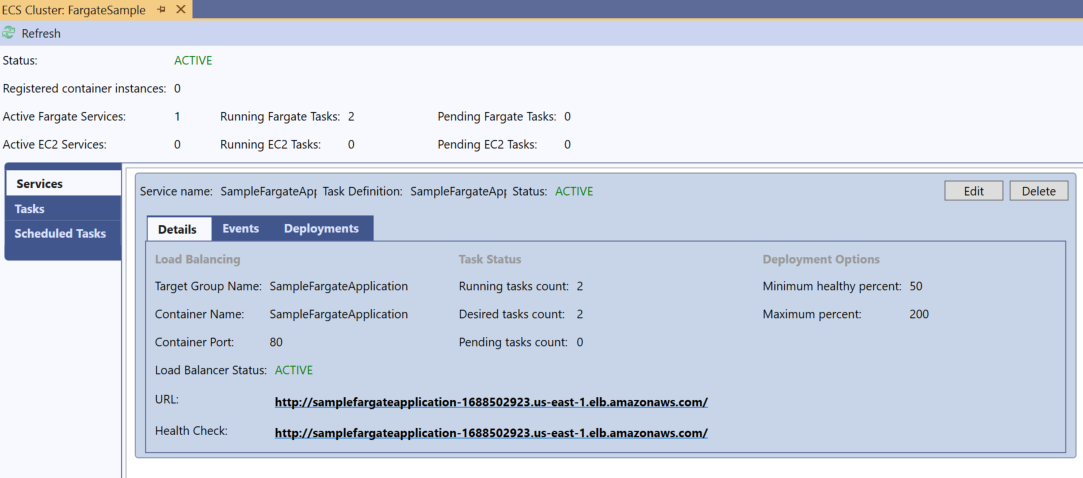 ECS Cluster: FargateSample
Refresh
Status: ACTIVE
Registered container instances: 0
Active Fargate Services: 1 Running Fargate Tasks: 2 Pending Fargate Tasks: 0
Active EC2 Services: 0 Running EC2 Tasks: 0 Pending EC2 Tasks: 0
Services
Tasks
Scheduled Tasks
Service name: SampleFargateApp Task Definition: SampleFargateApp Status: ACTIVE
Edit Delete
Details Events Deployments
Load Balancing Task Status Deployment Options
Target Group Name: SampleFargateApplication Running tasks count: 2 Minimum healthy percent: 50
Container Name: SampleFargateApplication Desired tasks count: 2 Maximum percent: 200
Container Port: 80 Pending tasks count: 0
Load Balancer Status: ACTIVE
URL: http://samplefargateapplication-1688502923.us-east-1.elb.amazonaws.com/
Health Check: http://samplefargateapplication-1688502923.us-east-1.elb.amazonaws.com/